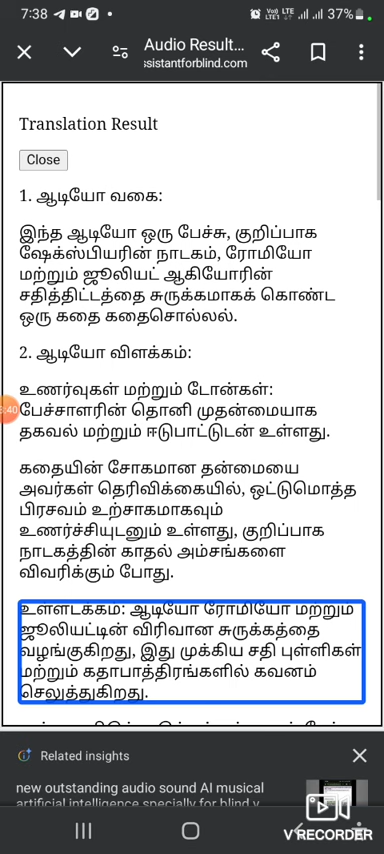 7:38
Vo)) LTE
LTE1
37%
Audio Result...
ssistantforblind.com
Translation Result
Close
1. ஆடியோ வகை:
இந்த ஆடியோ ஒரு பேச்சு, குறிப்பாக
ஷேக்ஸ்பியரின் நாடகம், ரோமியோ
மற்றும் ஜூலியட் ஆகியோரின்
சதித்திட்டத்தை சுருக்கமாகக் கொண்ட
ஒரு கதை கதைசொல்லல்.
2. ஆடியோ விளக்கம்:
உணர்வுகள் மற்றும் டோன்கள்:
3:40
பேச்சாளரின் தொனி முதன்மையாக
தகவல் மற்றும் ஈடுபாட்டுடன் உள்ளது.
கதையின் சோகமான தன்மையை
அவர்கள் தெரிவிக்கையில், ஒட்டுமொத்த
பிரசவம் உற்சாகமாகவும்
உணர்ச்சியுடனும் உள்ளது, குறிப்பாக
நாடகத்தின் காதல் அம்சங்களை
விவரிக்கும் போது.
உள்ளடக்கம்: ஆடியோ ரோமியோ மற்றும்
ஜூலியட்டின் விரிவான சுருக்கத்தை
வழங்குகிறது, இது முக்கிய சதி புள்ளிகள்
மற்றும் கதாபாத்திரங்களில் கவனம்
செலுத்துகிறது.
Related insights
new outstanding audio sound AI musical
artificial intelligence specially for blind v
V RECORDER